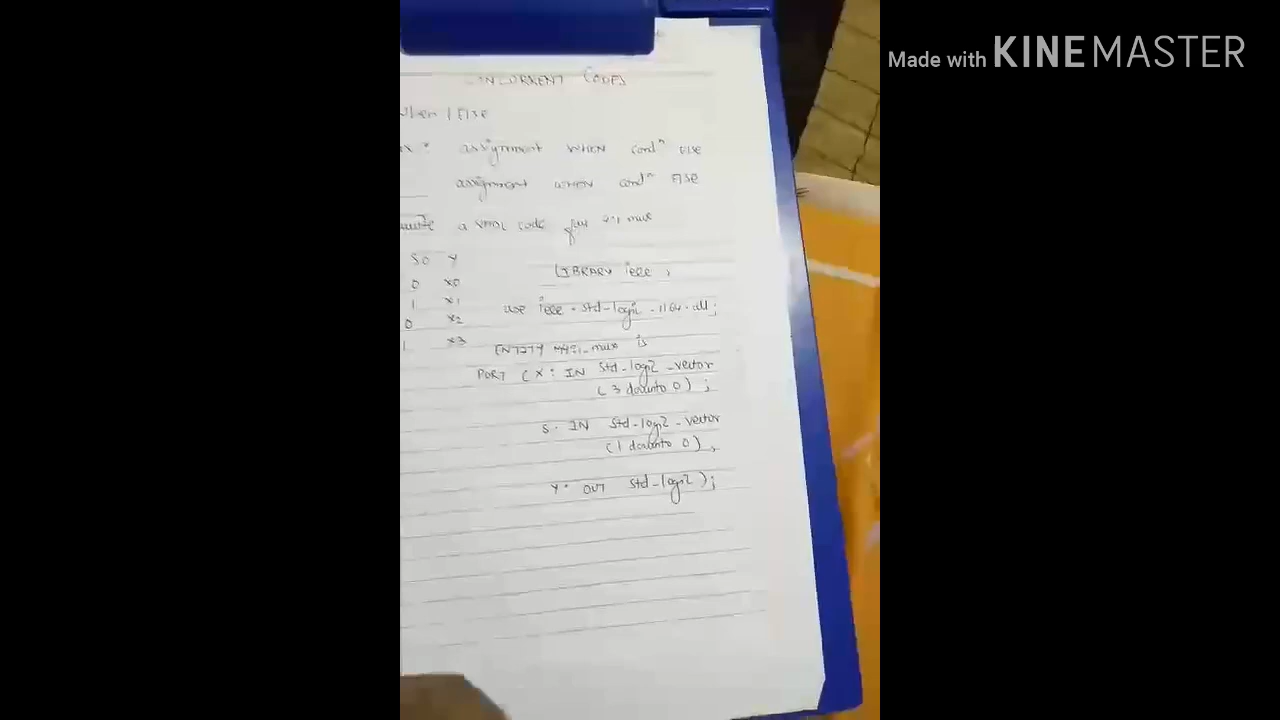 Made with KINEMASTER
CONCURRENT CODES
When / Else
assignment WHEN condⁿ else
assignment WHEN condⁿ ELSE
write a VHDL code for 4:1 mux
S0 Y
0 x0
1 x1
0 x2
1 x3
LIBRARY ieee ;
use ieee . std-logic - 1164 . all ;
ENTITY mux is
PORT ( X : IN std-logic -vector
( 3 downto 0 ) ;
S : IN std-logic -vector
( 1 downto 0 ) ;
Y : OUT std-logic ) ;